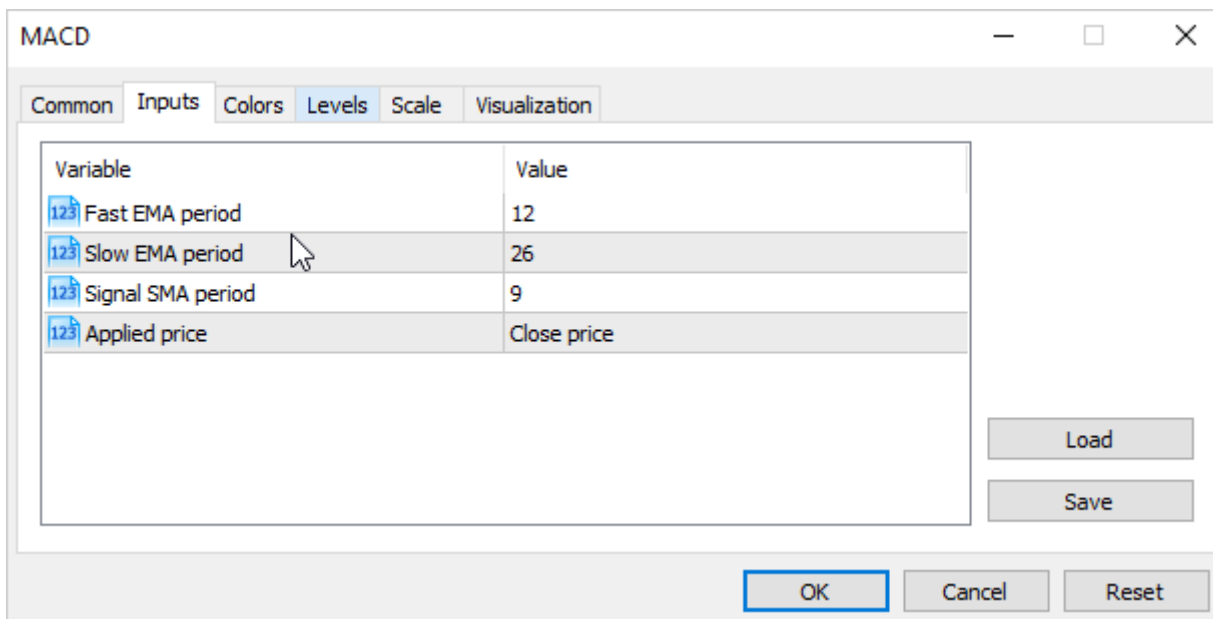 MACD
Common Inputs Colors Levels Scale Visualization
Variable Value
123 Fast EMA period 12
123 Slow EMA period 26
123 Signal SMA period 9
123 Applied price Close price
Load
Save
OK Cancel Reset